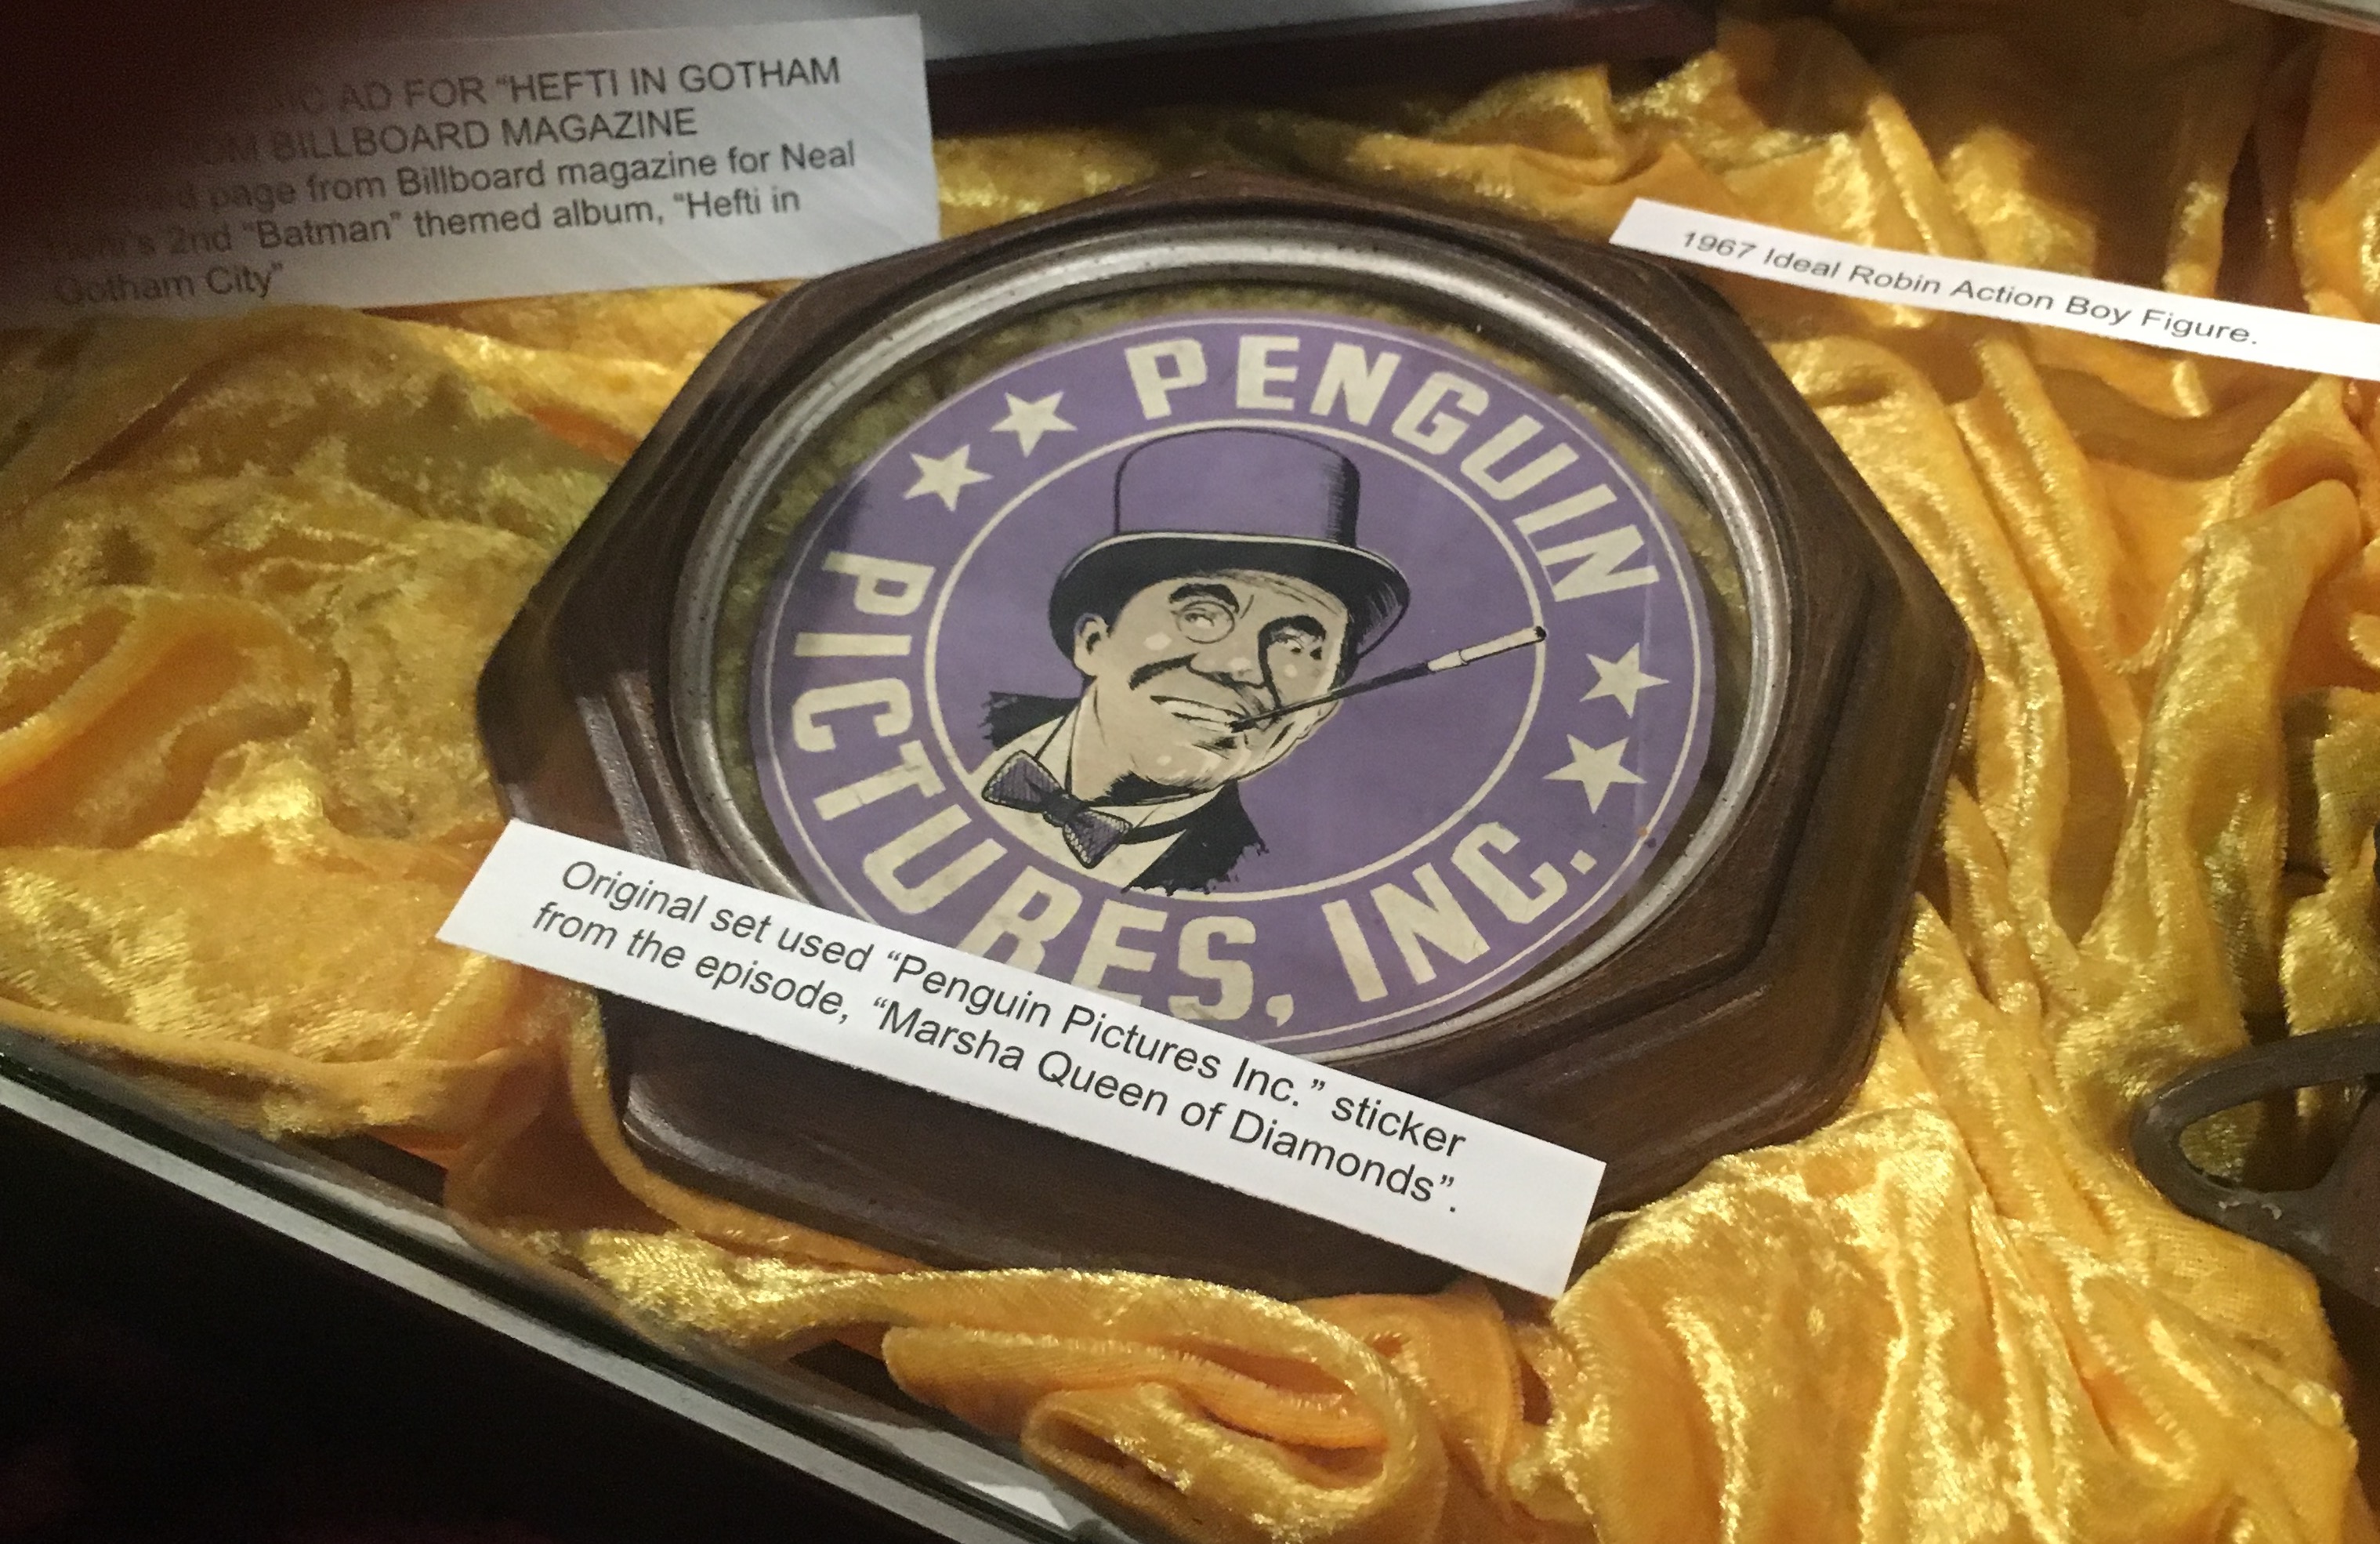 IC AD FOR "HEFTI IN GOTHAM
BILLBOARD MAGAZINE
page from Billboard magazine for Neal
2nd "Batman" themed album, "Hefti in
Gotham City"
1967 Ideal Robin Action Boy Figure.
PENGUIN
PICTURES, INC.
Original set used "Penguin Pictures Inc." sticker
from the episode, "Marsha Queen of Diamonds".